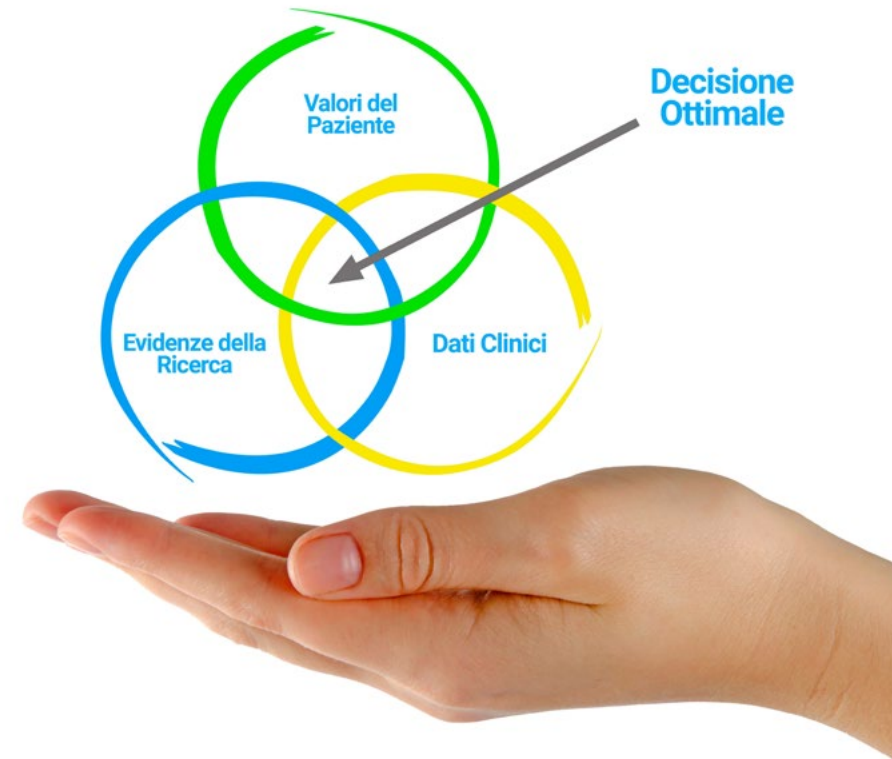 Valori del
Paziente
Decisione
Ottimale
Evidenze della
Ricerca
Dati Clinici